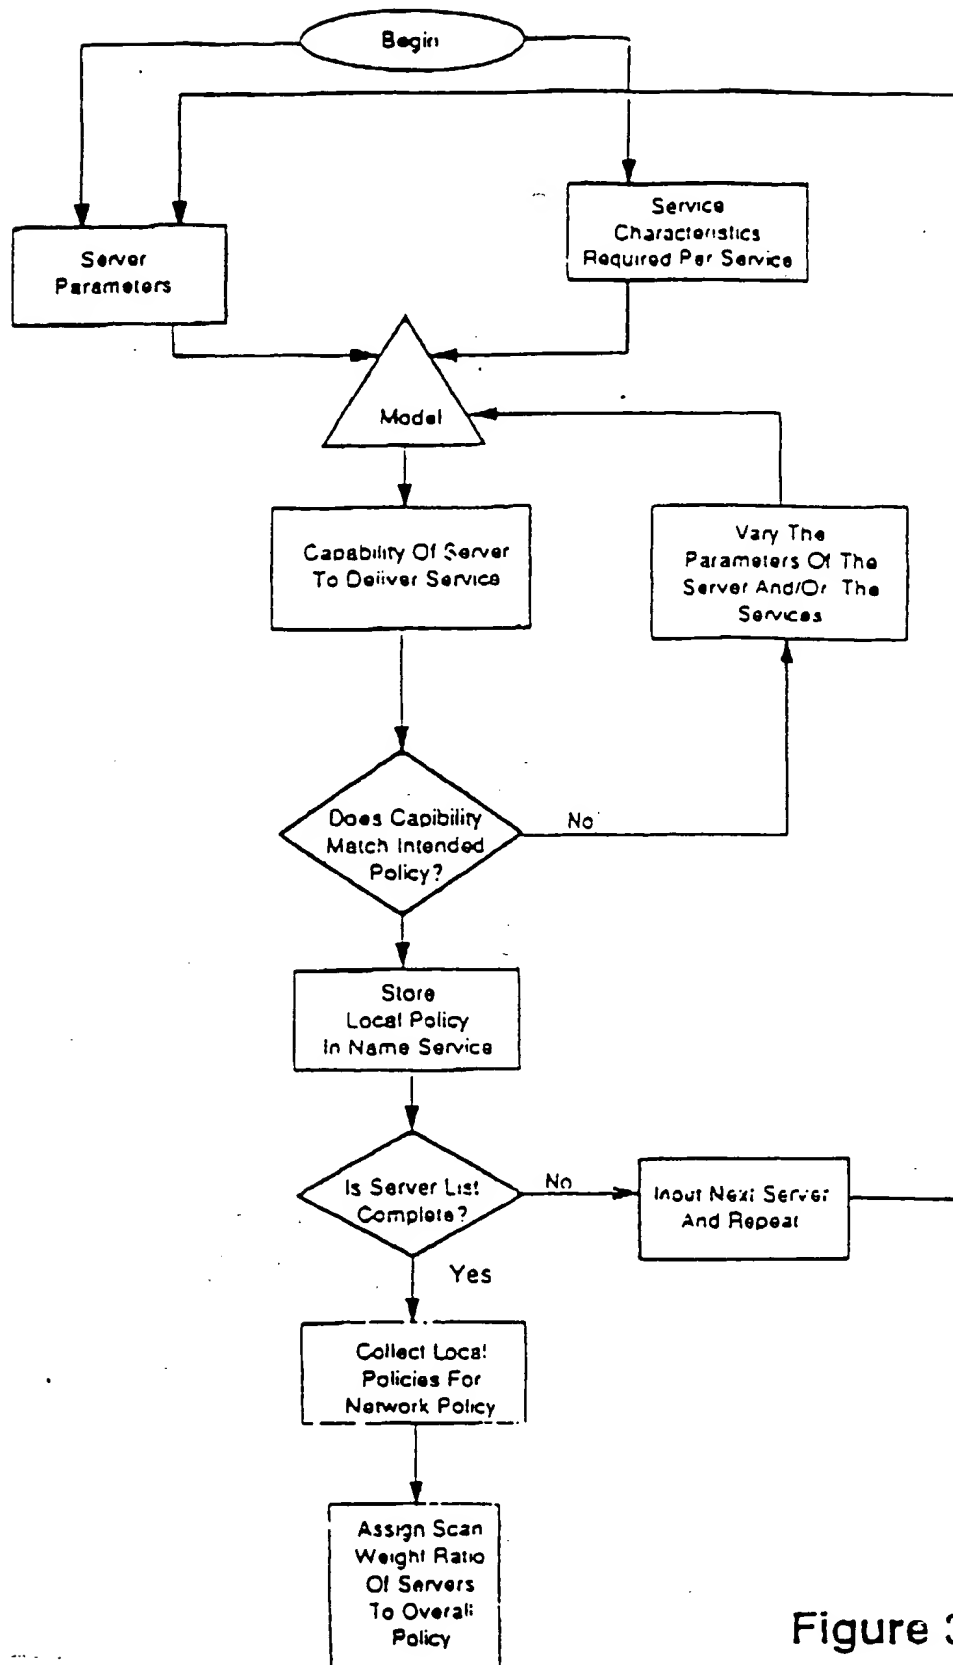 Begin
Server
Parameters
Service
Characteristics
Required Per Service
Model
Capability Of Server
To Deliver Service
Vary The
Parameters Of The
Server And/Or The
Services
Does Capibility
Match Intended
Policy?
No
Store
Local Policy
In Name Service
Is Server List
Complete?
No
Input Next Server
And Repeat
Yes
Collect Local
Policies For
Network Policy
Assign Scan
Weight Ratio
Of Servers
To Overall
Policy
Figure 3